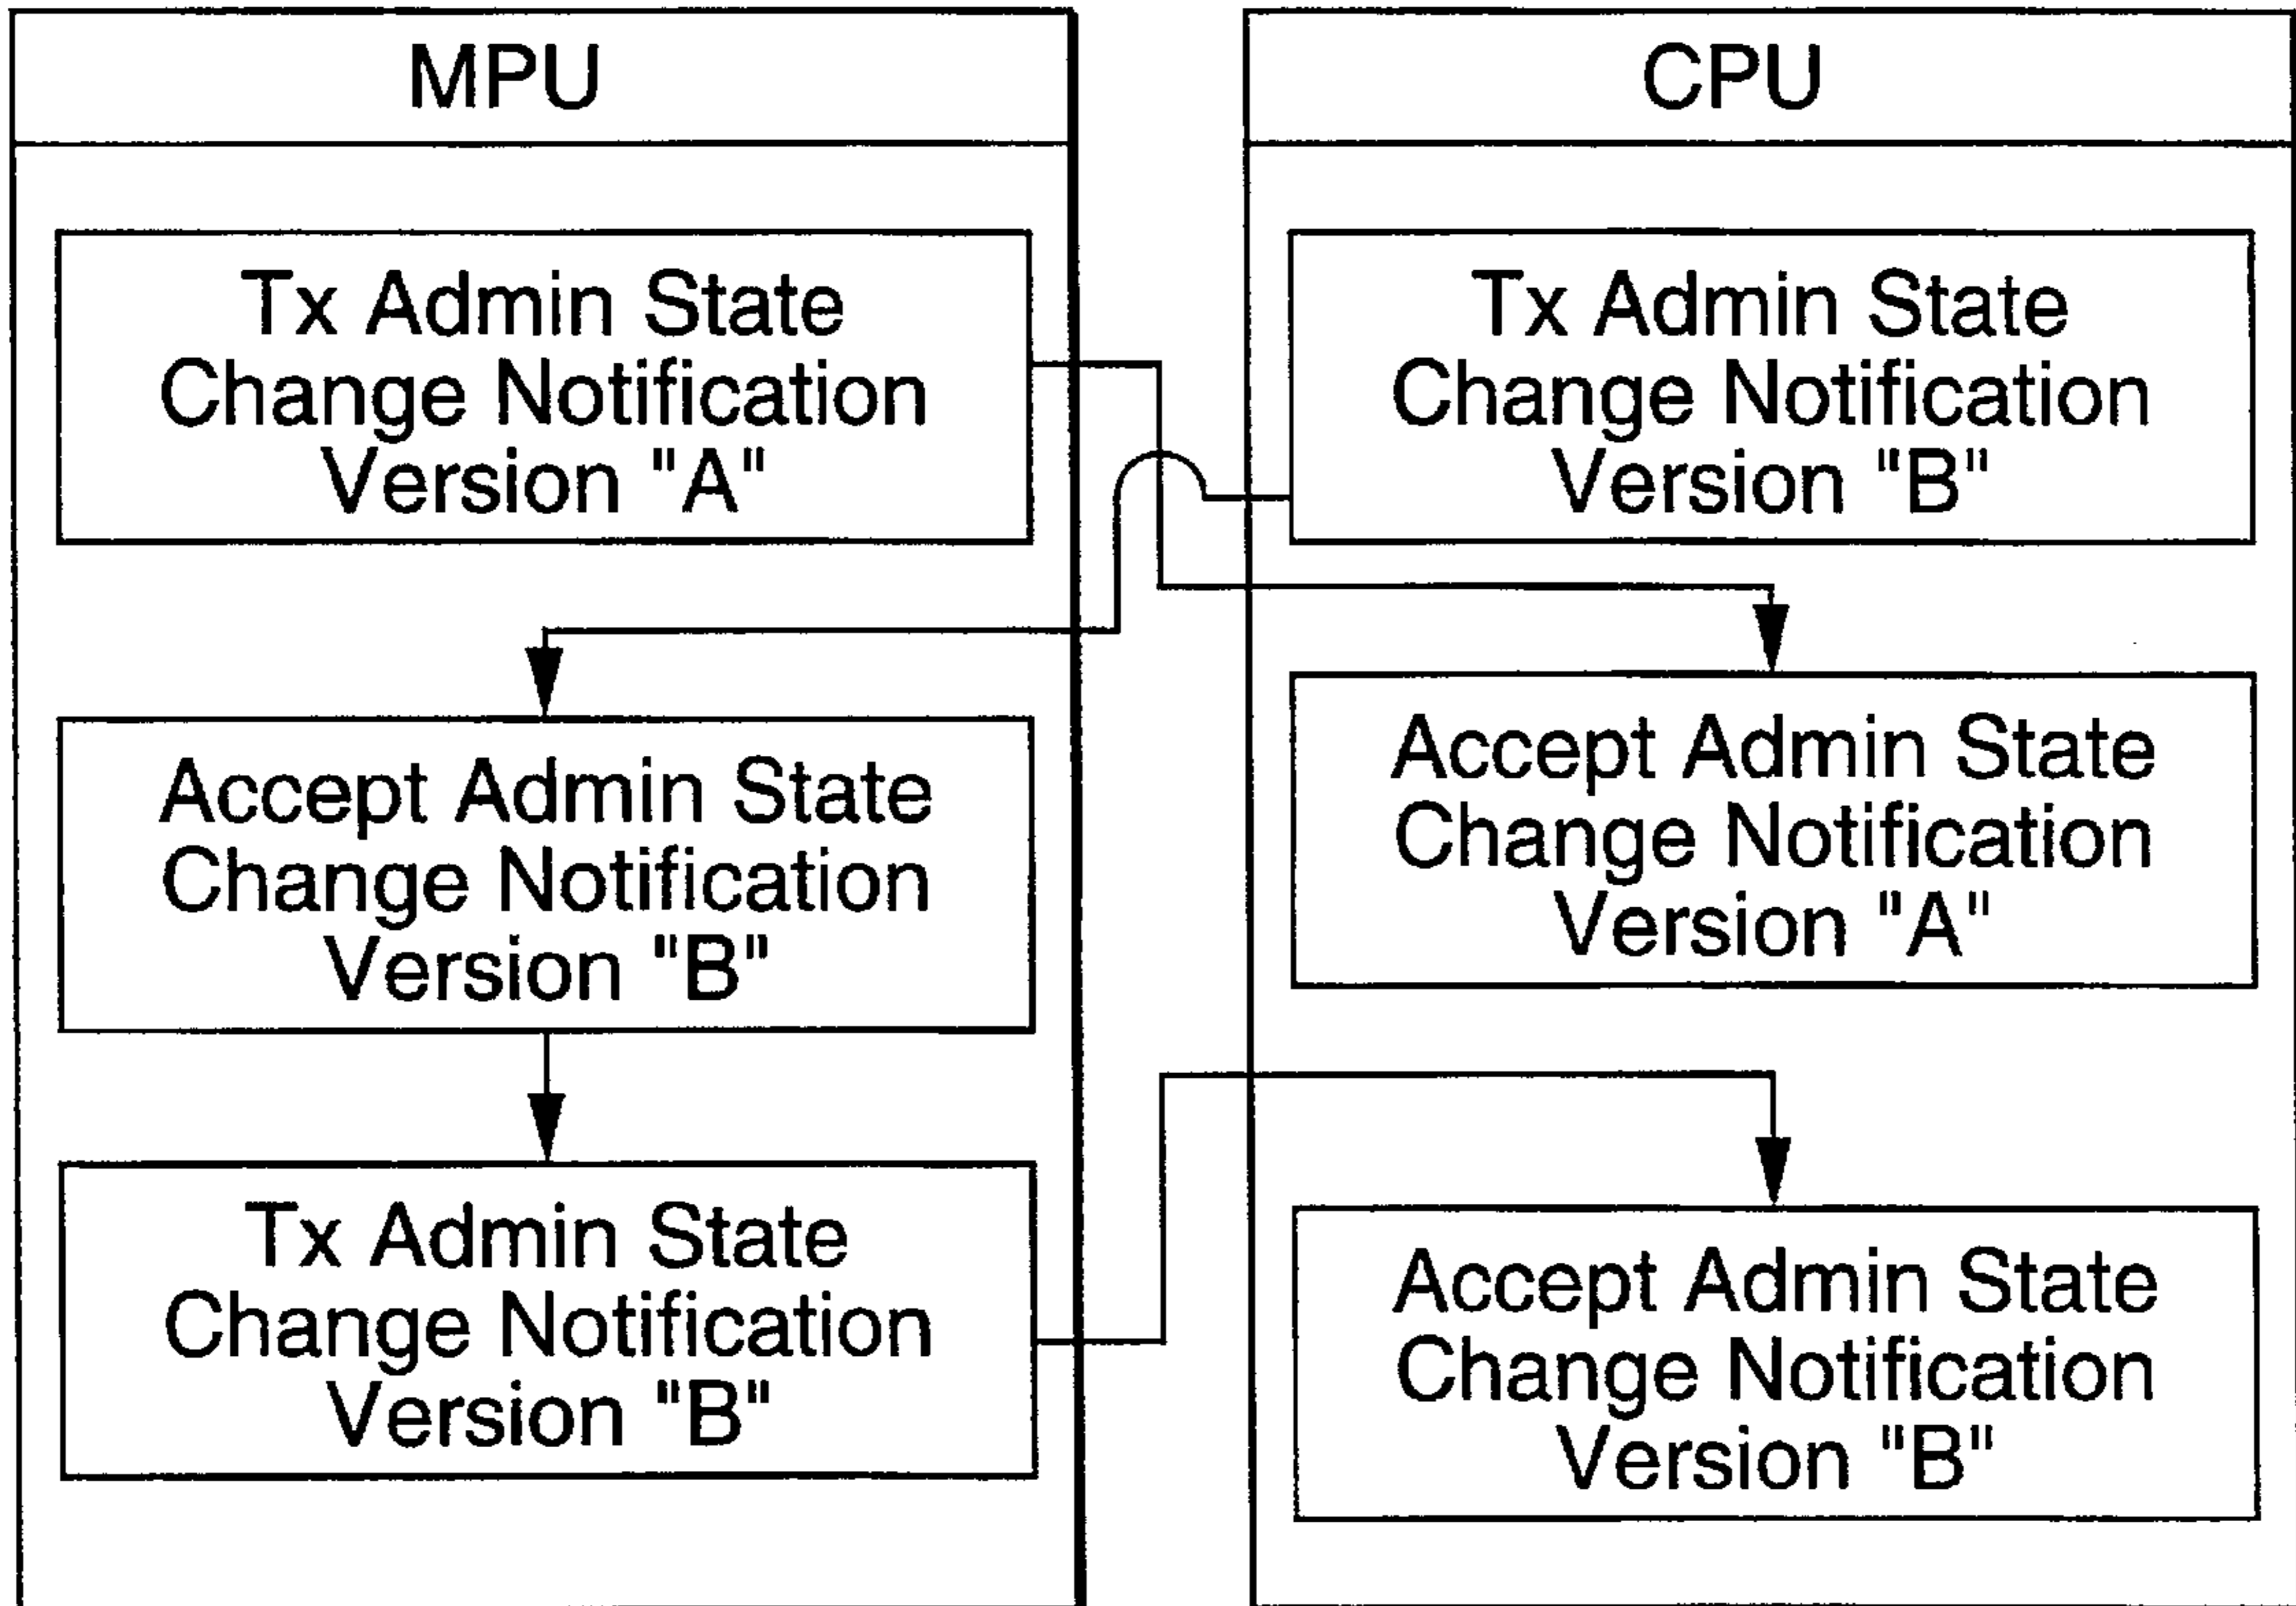 MPU
Tx Admin State
Change Notification
Version "A"
Accept Admin State
Change Notification
Version "B"
Tx Admin State
Change Notification
Version "B"
CPU
Tx Admin State
Change Notification
Version "B"
Accept Admin State
Change Notification
Version "A"
Accept Admin State
Change Notification
Version "B"